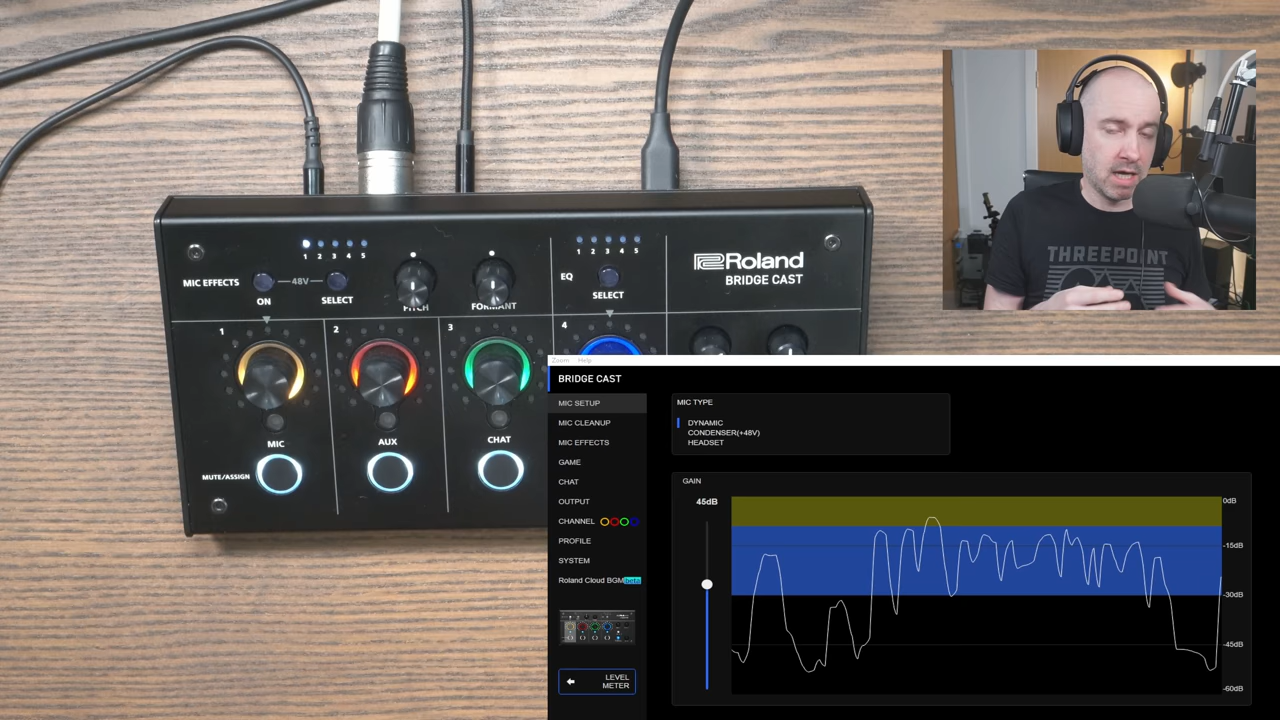 1 2 3 4 5
1 2 3 4 5
MIC EFFECTS
ON
48V
SELECT
PITCH
FORMANT
EQ
SELECT
Roland
BRIDGE CAST
1
2
3
4
MIC
AUX
CHAT
MUTE/ASSIGN
THREEPOINT
Zoom Help
BRIDGE CAST
MIC SETUP
MIC CLEANUP
MIC EFFECTS
GAME
CHAT
OUTPUT
CHANNEL
PROFILE
SYSTEM
Roland Cloud BGM Beta
LEVEL
METER
MIC TYPE
DYNAMIC
CONDENSER(+48V)
HEADSET
GAIN
45dB
0dB
-15dB
-30dB
-45dB
-60dB